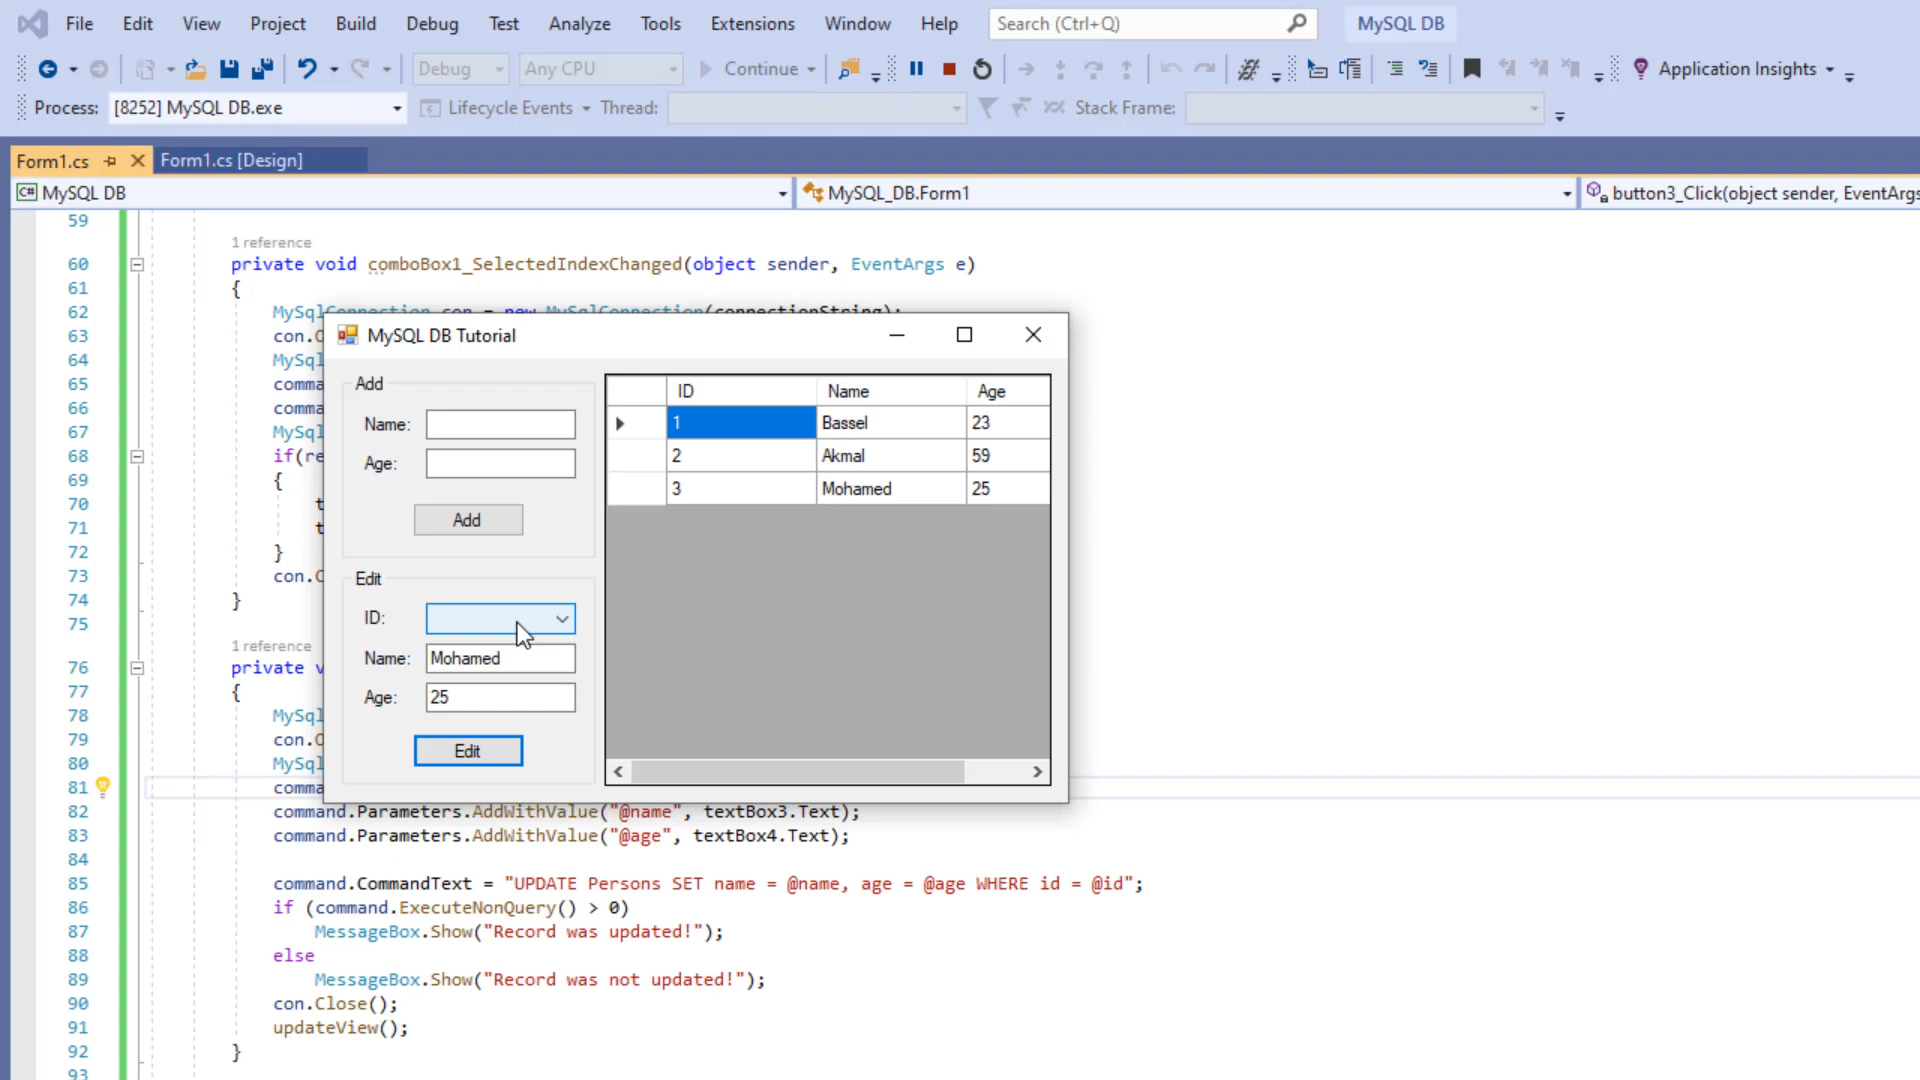 File Edit View Project Build Debug Test Analyze Tools Extensions Window Help Search (Ctrl+Q) MySQL DB
Debug Any CPU Continue Application Insights
Process: [8252] MySQL DB.exe Lifecycle Events Thread: Stack Frame:
Form1.cs Form1.cs [Design]
C# MySQL DB MySQL_DB.Form1 button3_Click(object sender, EventArgs
59
1 reference
60 private void comboBox1_SelectedIndexChanged(object sender, EventArgs e)
61 {
62 MySqlConnection con = new MySqlConnection(connectionString);
63 con.O
64 MySql
65 comma
66 comma
67 MySql
68 if(re
69 {
70 t
71 t
72 }
73 con.C
74 }
75
1 reference
76 private v
77 {
78 MySql
79 con.O
80 MySql
81 comma
82 command.Parameters.AddWithValue("@name", textBox3.Text);
83 command.Parameters.AddWithValue("@age", textBox4.Text);
84
85 command.CommandText = "UPDATE Persons SET name = @name, age = @age WHERE id = @id";
86 if (command.ExecuteNonQuery() > 0)
87 MessageBox.Show("Record was updated!");
88 else
89 MessageBox.Show("Record was not updated!");
90 con.Close();
91 updateView();
92 }
93
MySQL DB Tutorial
Add
Name:
Age:
Add
Edit
ID:
Name: Mohamed
Age: 25
Edit
ID Name Age
1 Bassel 23
2 Akmal 59
3 Mohamed 25